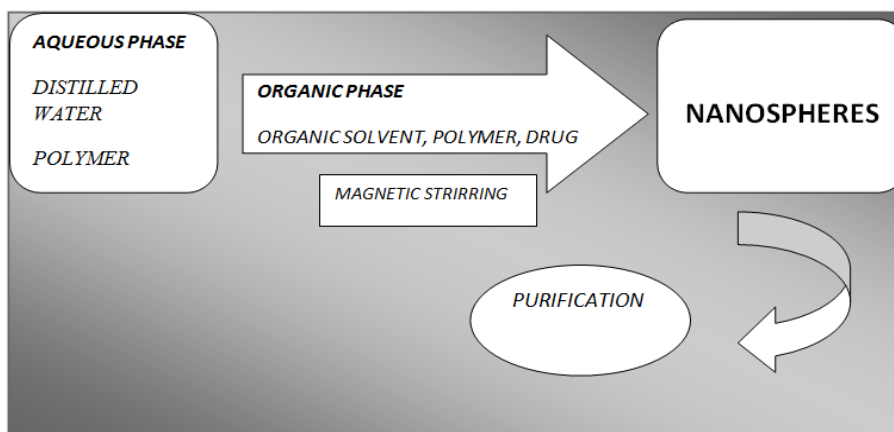 AQUEOUS PHASE
DISTILLED
WATER
POLYMER
ORGANIC PHASE
ORGANIC SOLVENT, POLYMER, DRUG
MAGNETIC STRIRRING
NANOSPHERES
PURIFICATION